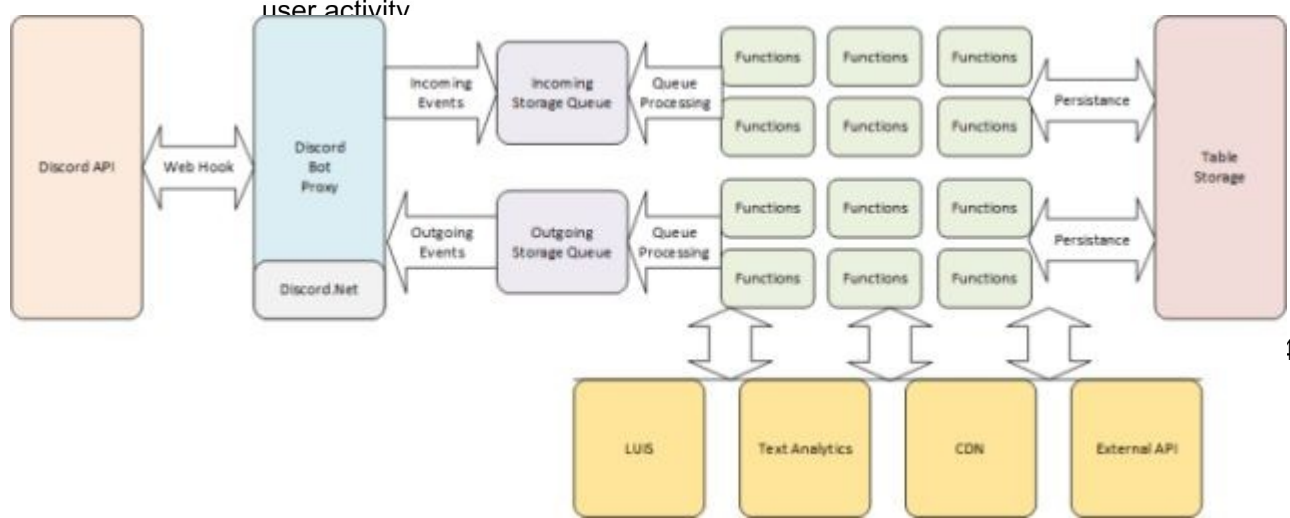 user activity
Discord API
Web Hook
Discord
Bot
Proxy
Discord.Net
Incoming
Events
Outgoing
Events
Incoming
Storage Queue
Outgoing
Storage Queue
Queue
Processing
Queue
Processing
Functions
Functions
Functions
Functions
Functions
Functions
Functions
Functions
Functions
Functions
Functions
Functions
Persistance
Persistance
Table
Storage
LUIS
Text Analytics
CDN
External API